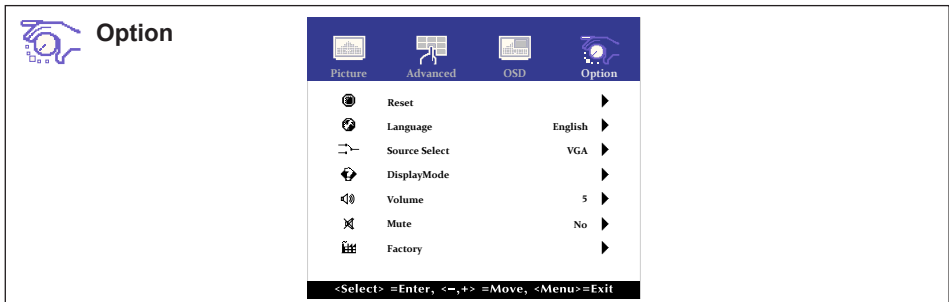 Option
Picture Advanced OSD Option
Reset
Language English
Source Select VGA
DisplayMode
Volume 5
Mute No
Factory
<Select> =Enter, <−,+> =Move, <Menu>=Exit